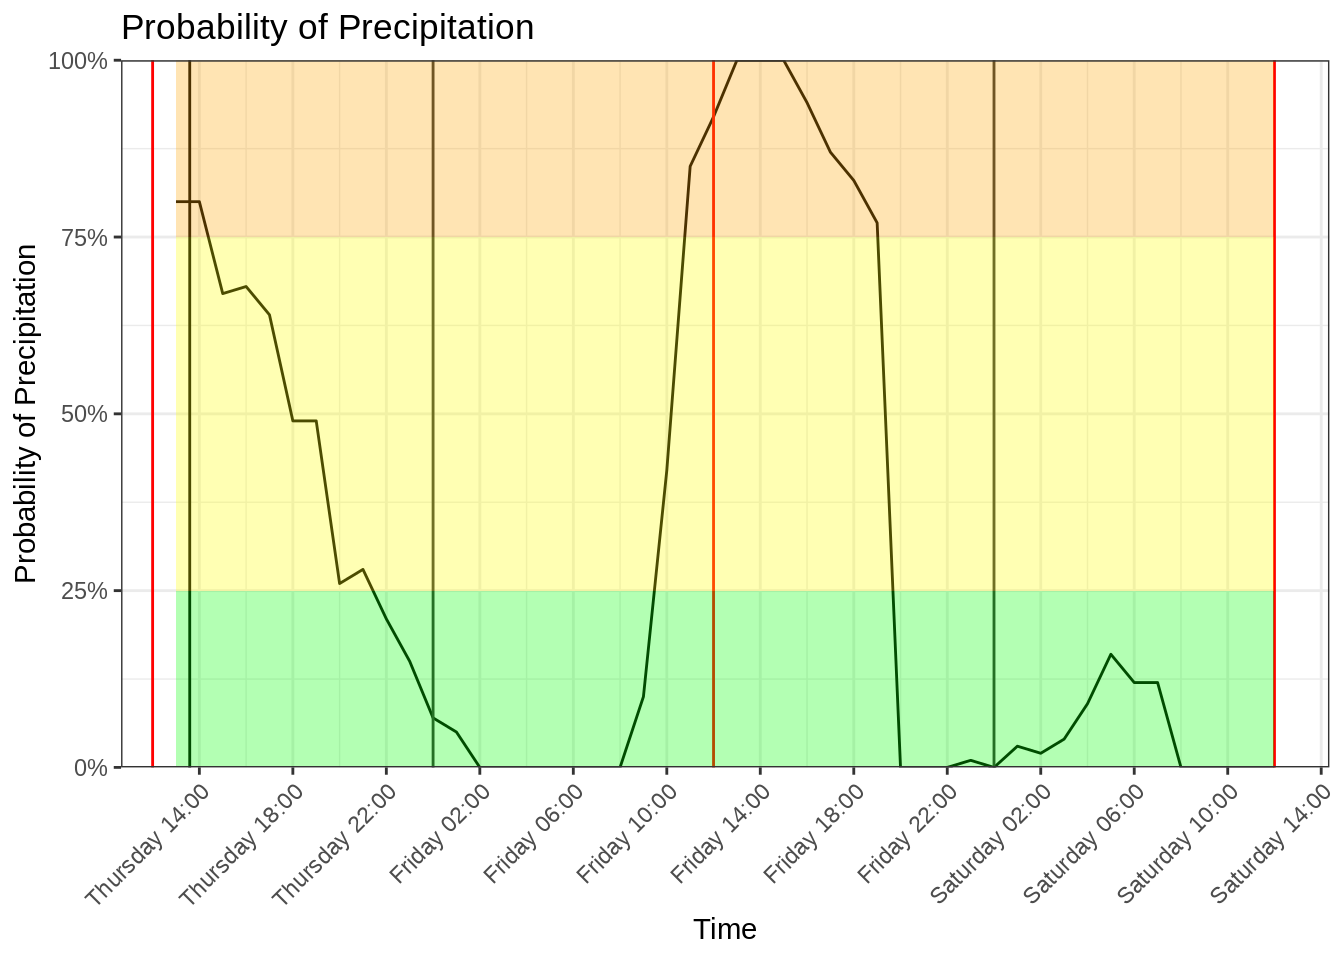 Probability of Precipitation
Probability of Precipitation
100%
75%
50%
25%
0%
Thursday 14:00
Thursday 18:00
Thursday 22:00
Friday 02:00
Friday 06:00
Friday 10:00
Friday 14:00
Friday 18:00
Friday 22:00
Saturday 02:00
Saturday 06:00
Saturday 10:00
Saturday 14:00
Time